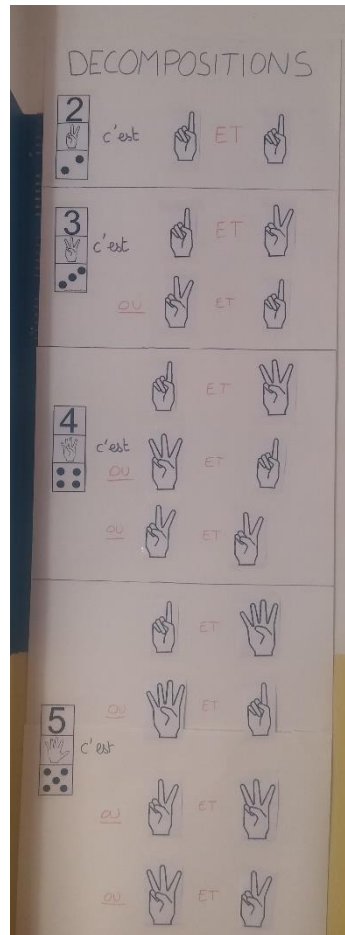 DECOMPOSITIONS
2
c'est ET
3
c'est ET
OU ET
ET
4
c'est
OU ET
OU ET
ET
OU ET
5
c'est
OU ET
OU ET